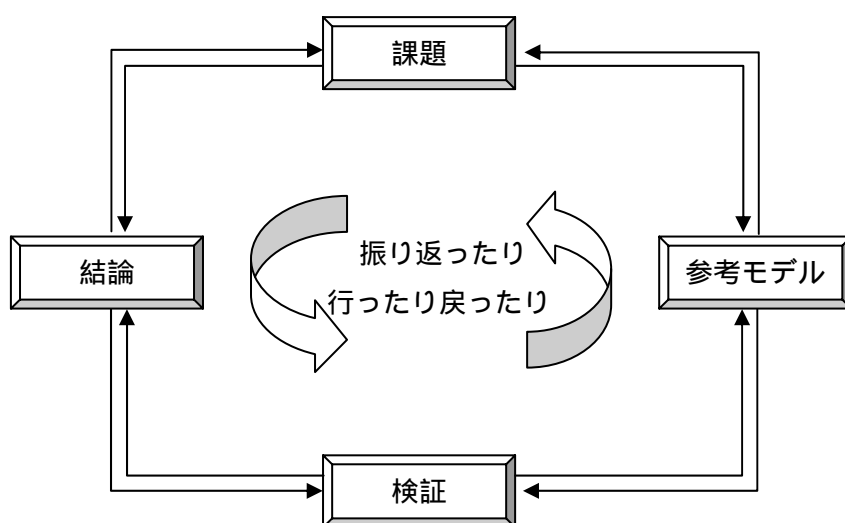 課題
結論
振り返ったり
行ったり戻ったり
参考モデル
検証